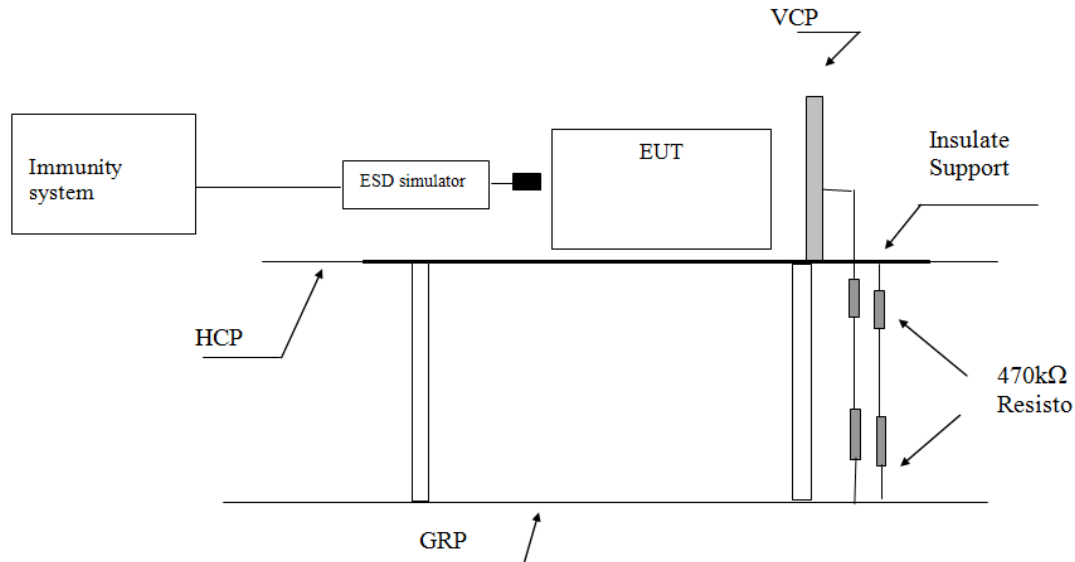 VCP
Immunity
system
ESD simulator
EUT
Insulate
Support
HCP
470kΩ
Resisto
GRP